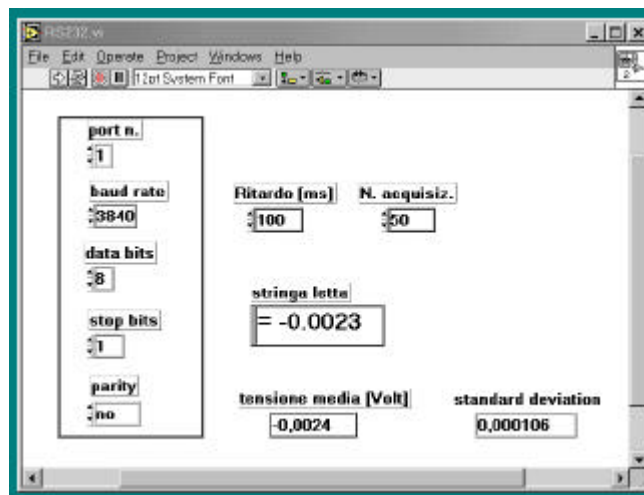 RS232.vi
File Edit Operate Project Windows Help
12pt System Font
port n.
1
baud rate
3840
data bits
8
stop bits
1
parity
no
Ritardo [ms]
100
N. acquisiz.
50
stringa letta
= -0.0023
tensione media [Volt]
-0,0024
standard deviation
0,000106